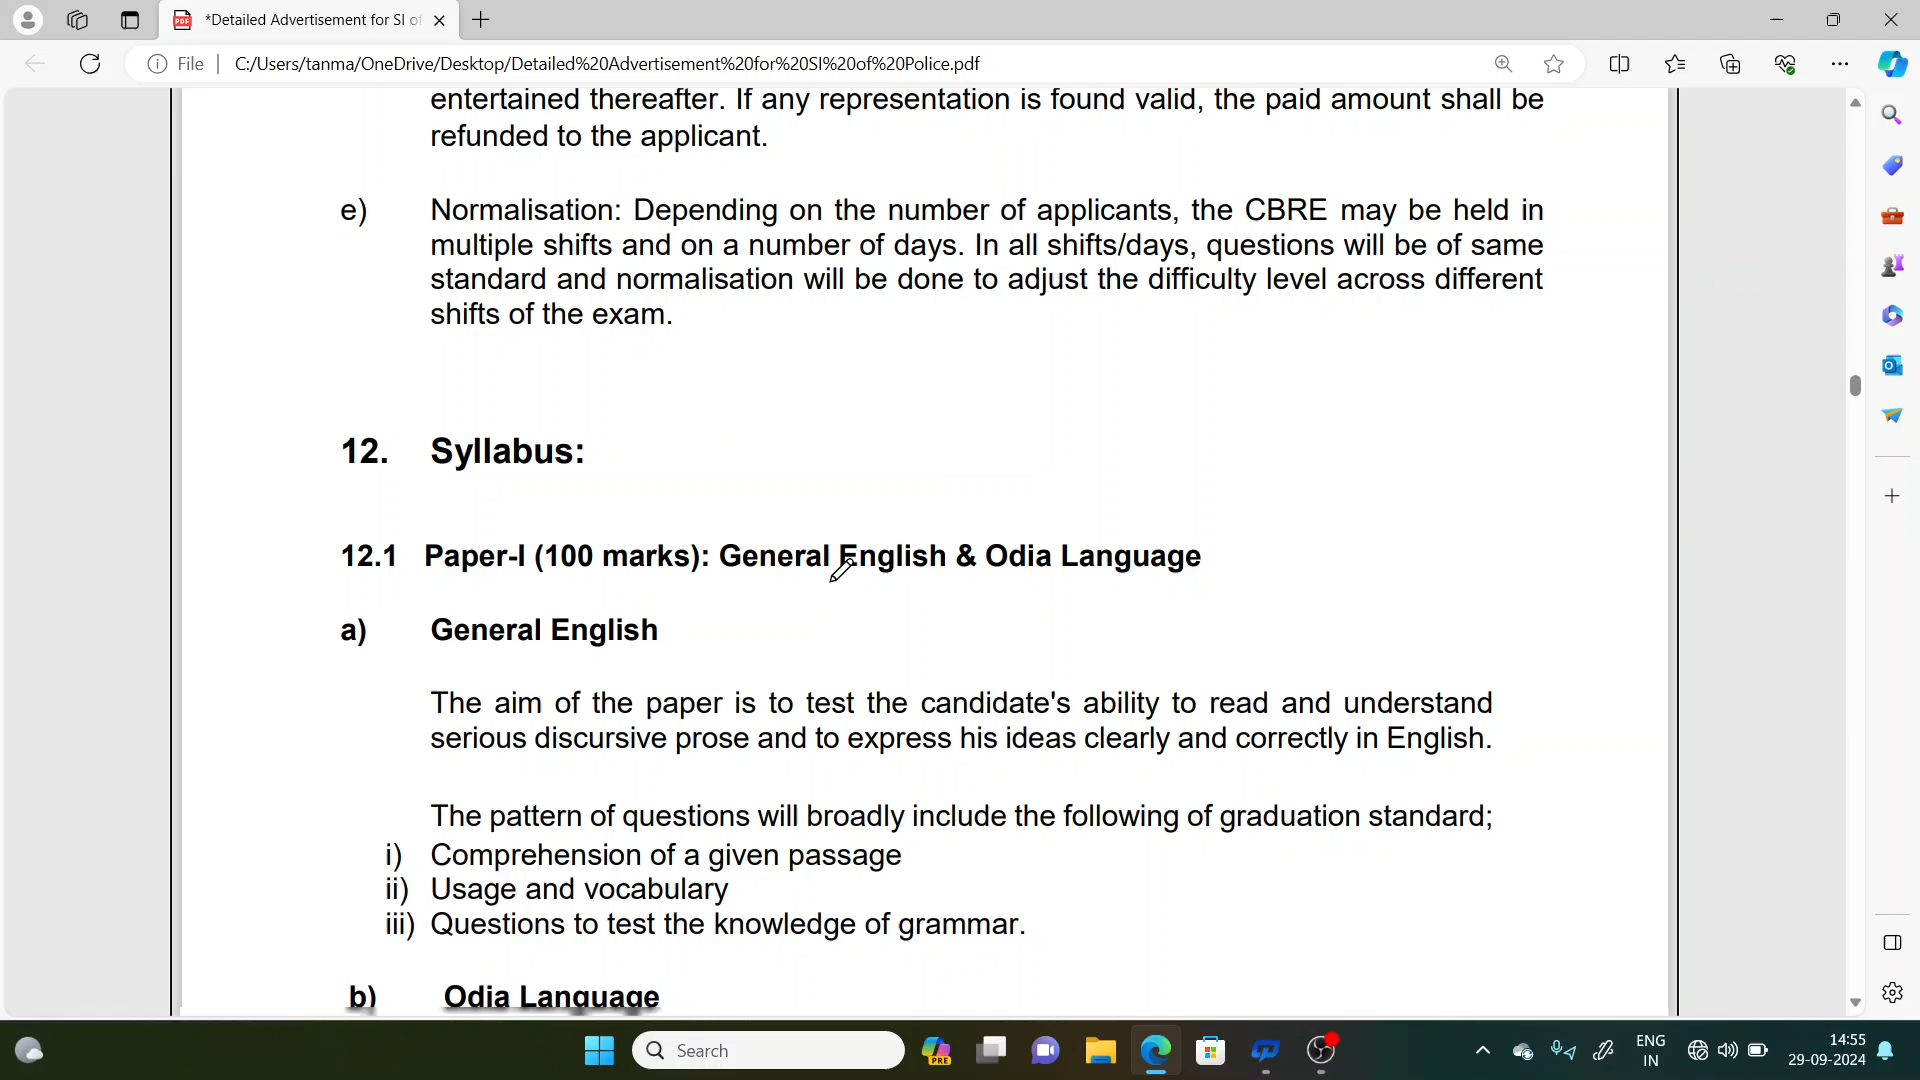 *Detailed Advertisement for SI of
File
C:/Users/tanma/OneDrive/Desktop/Detailed%20Advertisement%20for%20SI%20of%20Police.pdf
entertained thereafter. If any representation is found valid, the paid amount shall be
refunded to the applicant.
e) Normalisation: Depending on the number of applicants, the CBRE may be held in
multiple shifts and on a number of days. In all shifts/days, questions will be of same
standard and normalisation will be done to adjust the difficulty level across different
shifts of the exam.
12. Syllabus:
12.1 Paper-I (100 marks): General English & Odia Language
a) General English
The aim of the paper is to test the candidate's ability to read and understand
serious discursive prose and to express his ideas clearly and correctly in English.
The pattern of questions will broadly include the following of graduation standard;
i) Comprehension of a given passage
ii) Usage and vocabulary
iii) Questions to test the knowledge of grammar.
b) Odia Language
Search
PRE
ENG
IN
14:55
29-09-2024